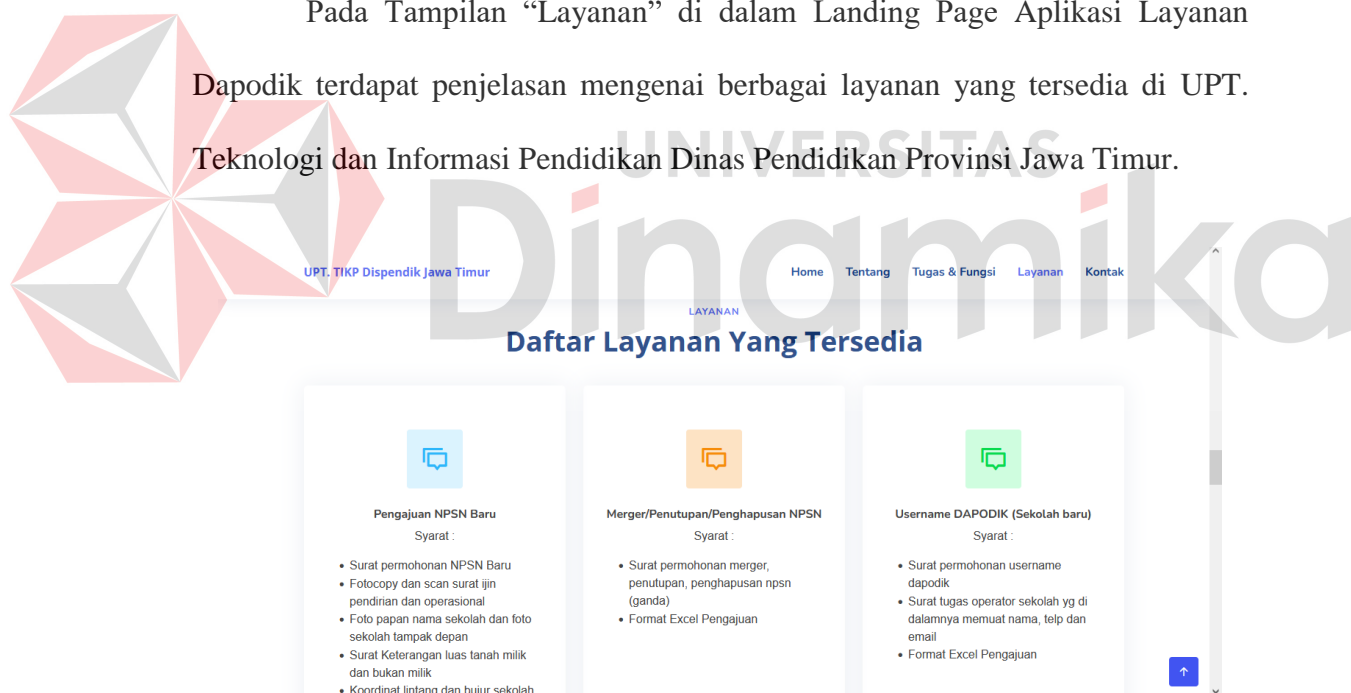 Pada Tampilan “Layanan” di dalam Landing Page Aplikasi Layanan
Dapodik terdapat penjelasan mengenai berbagai layanan yang tersedia di UPT.
Teknologi dan Informasi Pendidikan Dinas Pendidikan Provinsi Jawa Timur.
UNIVERSITAS
Dinamika
UPT. TIKP Dispendik Jawa Timur
Home Tentang Tugas & Fungsi Layanan Kontak
LAYANAN
Daftar Layanan Yang Tersedia
Pengajuan NPSN Baru
Syarat :
• Surat permohonan NPSN Baru
• Fotocopy dan scan surat ijin
pendirian dan operasional
• Foto papan nama sekolah dan foto
sekolah tampak depan
• Surat Keterangan luas tanah milik
dan bukan milik
• Koordinat lintang dan bujur sekolah
Merger/Penutupan/Penghapusan NPSN
Syarat :
• Surat permohonan merger,
penutupan, penghapusan npsn
(ganda)
• Format Excel Pengajuan
Username DAPODIK (Sekolah baru)
Syarat :
• Surat permohonan username
dapodik
• Surat tugas operator sekolah yg di
dalamnya memuat nama, telp dan
email
• Format Excel Pengajuan